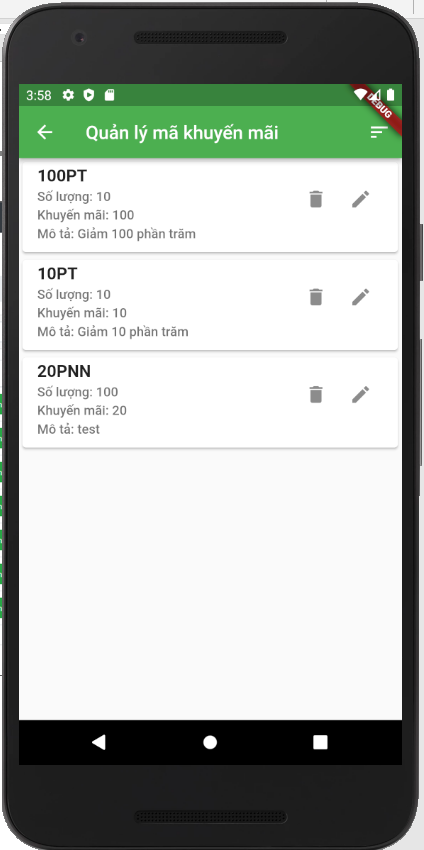 3:58
DEBUG
Quản lý mã khuyến mãi
100PT
Số lượng: 10
Khuyến mãi: 100
Mô tả: Giảm 100 phần trăm
10PT
Số lượng: 10
Khuyến mãi: 10
Mô tả: Giảm 10 phần trăm
20PNN
Số lượng: 100
Khuyến mãi: 20
Mô tả: test